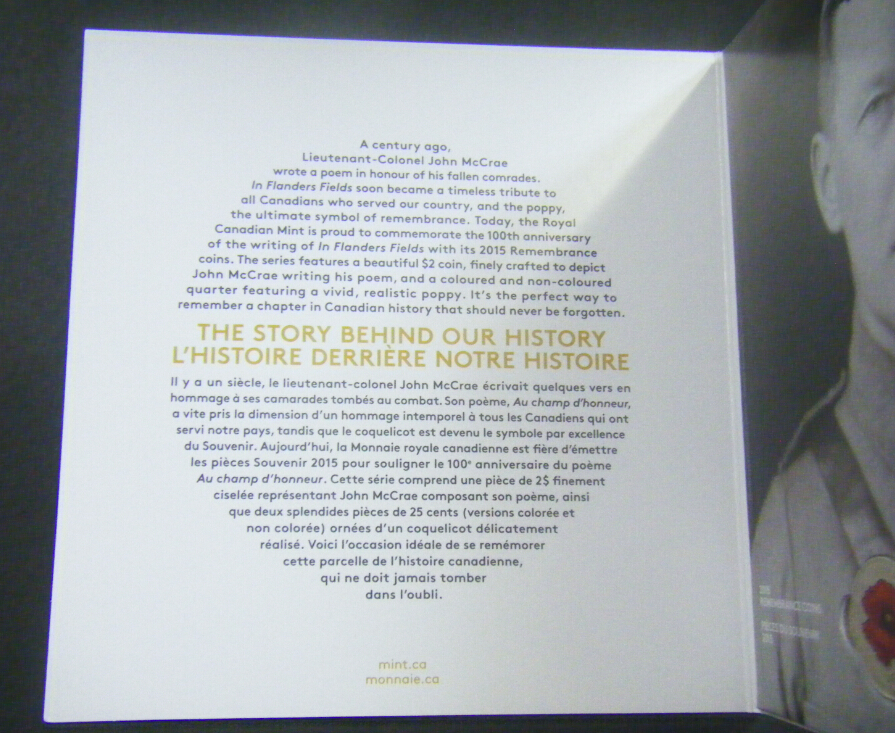 A century ago,
Lieutenant-Colonel John McCrae
wrote a poem in honour of his fallen comrades.
In Flanders Fields soon became a timeless tribute to
all Canadians who served our country, and the poppy,
the ultimate symbol of remembrance. Today, the Royal
Canadian Mint is proud to commemorate the 100th anniversary
of the writing of In Flanders Fields with its 2015 Remembrance
coins. The series features a beautiful $2 coin, finely crafted to depict
John McCrae writing his poem, and a coloured and non-coloured
quarter featuring a vivid, realistic poppy. It's the perfect way to
remember a chapter in Canadian history that should never be forgotten.
THE STORY BEHIND OUR HISTORY
L'HISTOIRE DERRIÈRE NOTRE HISTOIRE
Il y a un siècle, le lieutenant-colonel John McCrae écrivait quelques vers en
hommage à ses camarades tombés au combat. Son poème, Au champ d'honneur,
a vite pris la dimension d'un hommage intemporel à tous les Canadiens qui ont
servi notre pays, tandis que le coquelicot est devenu le symbole par excellence
du Souvenir. Aujourd'hui, la Monnaie royale canadienne est fière d'émettre
les pièces Souvenir 2015 pour souligner le 100e anniversaire du poème
Au champ d'honneur. Cette série comprend une pièce de 2$ finement
ciselée représentant John McCrae composant son poème, ainsi
que deux splendides pièces de 25 cents (versions colorée et
non colorée) ornées d'un coquelicot délicatement
réalisé. Voici l'occasion idéale de se remémorer
cette parcelle de l'histoire canadienne,
qui ne doit jamais tomber
dans l'oubli.
mint.ca
monnaie.ca
2015
REMEMBRANCE COINS
PIÈCES DU SOUVENIR